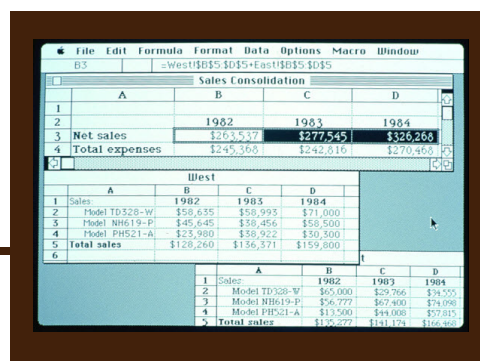 File Edit Formula Format Data Options Macro Window
B3 =West!$B$5:$D$5+East!$B$5:$D$5
Sales Consolidation
A B C D
1
2 1982 1983 1984
3 Net sales $263,537 $277,545 $326,268
4 Total expenses $245,368 $242,816 $270,468
West
A B C D
1 Sales: 1982 1983 1984
2 Model TD328-W $58,635 $58,993 $71,000
3 Model NH619-P $45,645 $38,456 $58,500
4 Model PH521-A $23,980 $38,922 $30,300
5 Total sales $128,260 $136,371 $159,800
6
t
A B C D
1 Sales: 1982 1983 1984
2 Model TD328-W $65,000 $29,766 $34,555
3 Model NH619-P $56,777 $67,400 $74,098
4 Model PH521-A $13,500 $44,008 $57,815
5 Total sales $135,277 $141,174 $166,468